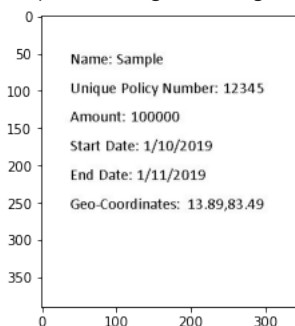 0
50
100
150
200
250
300
350
Name: Sample
Unique Policy Number: 12345
Amount: 100000
Start Date: 1/10/2019
End Date: 1/11/2019
Geo-Coordinates: 13.89,83.49
0 100 200 300